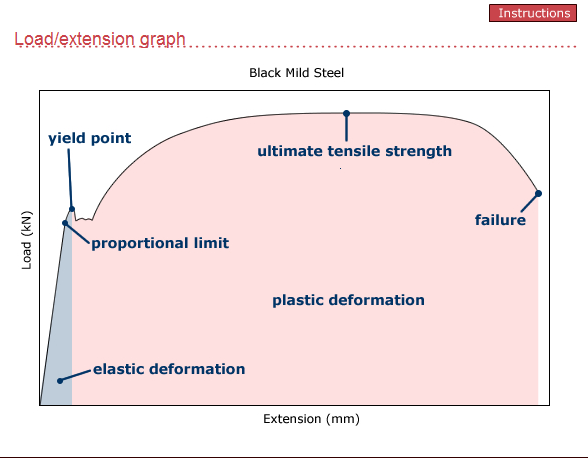 Instructions
Load/extension graph
Black Mild Steel
yield point
ultimate tensile strength
failure
proportional limit
Load (kN)
plastic deformation
elastic deformation
Extension (mm)